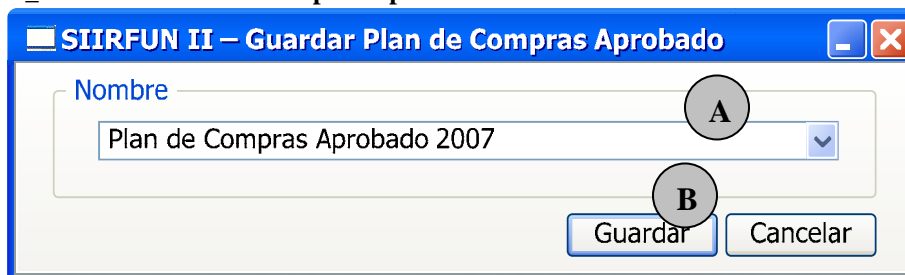 SIIRFUN II – Guardar Plan de Compras Aprobado
Nombre
A
Plan de Compras Aprobado 2007
B
Guardar Cancelar